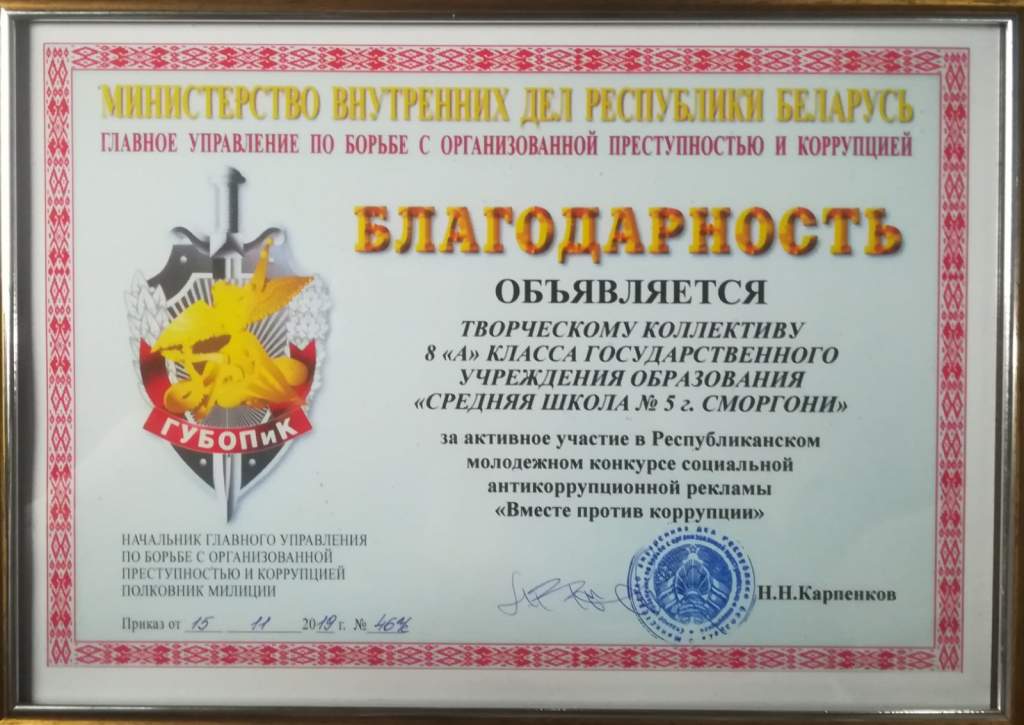 МИНИСТЕРСТВО ВНУТРЕННИХ ДЕЛ РЕСПУБЛИКИ БЕЛАРУСЬ
ГЛАВНОЕ УПРАВЛЕНИЕ ПО БОРЬБЕ С ОРГАНИЗОВАННОЙ ПРЕСТУПНОСТЬЮ И КОРРУПЦИЕЙ
БЛАГОДАРНОСТЬ
ОБЪЯВЛЯЕТСЯ
ТВОРЧЕСКОМУ КОЛЛЕКТИВУ
8 «А» КЛАССА ГОСУДАРСТВЕННОГО
УЧРЕЖДЕНИЯ ОБРАЗОВАНИЯ
«СРЕДНЯЯ ШКОЛА № 5 г. СМОРГОНИ»
за активное участие в Республиканском
молодежном конкурсе социальной
антикоррупционной рекламы
«Вместе против коррупции»
ГУБОПиК
НАЧАЛЬНИК ГЛАВНОГО УПРАВЛЕНИЯ
ПО БОРЬБЕ С ОРГАНИЗОВАННОЙ
ПРЕСТУПНОСТЬЮ И КОРРУПЦИЕЙ
ПОЛКОВНИК МИЛИЦИИ
Н.Н.Карпенков
Приказ от 15 11 2019 г. №